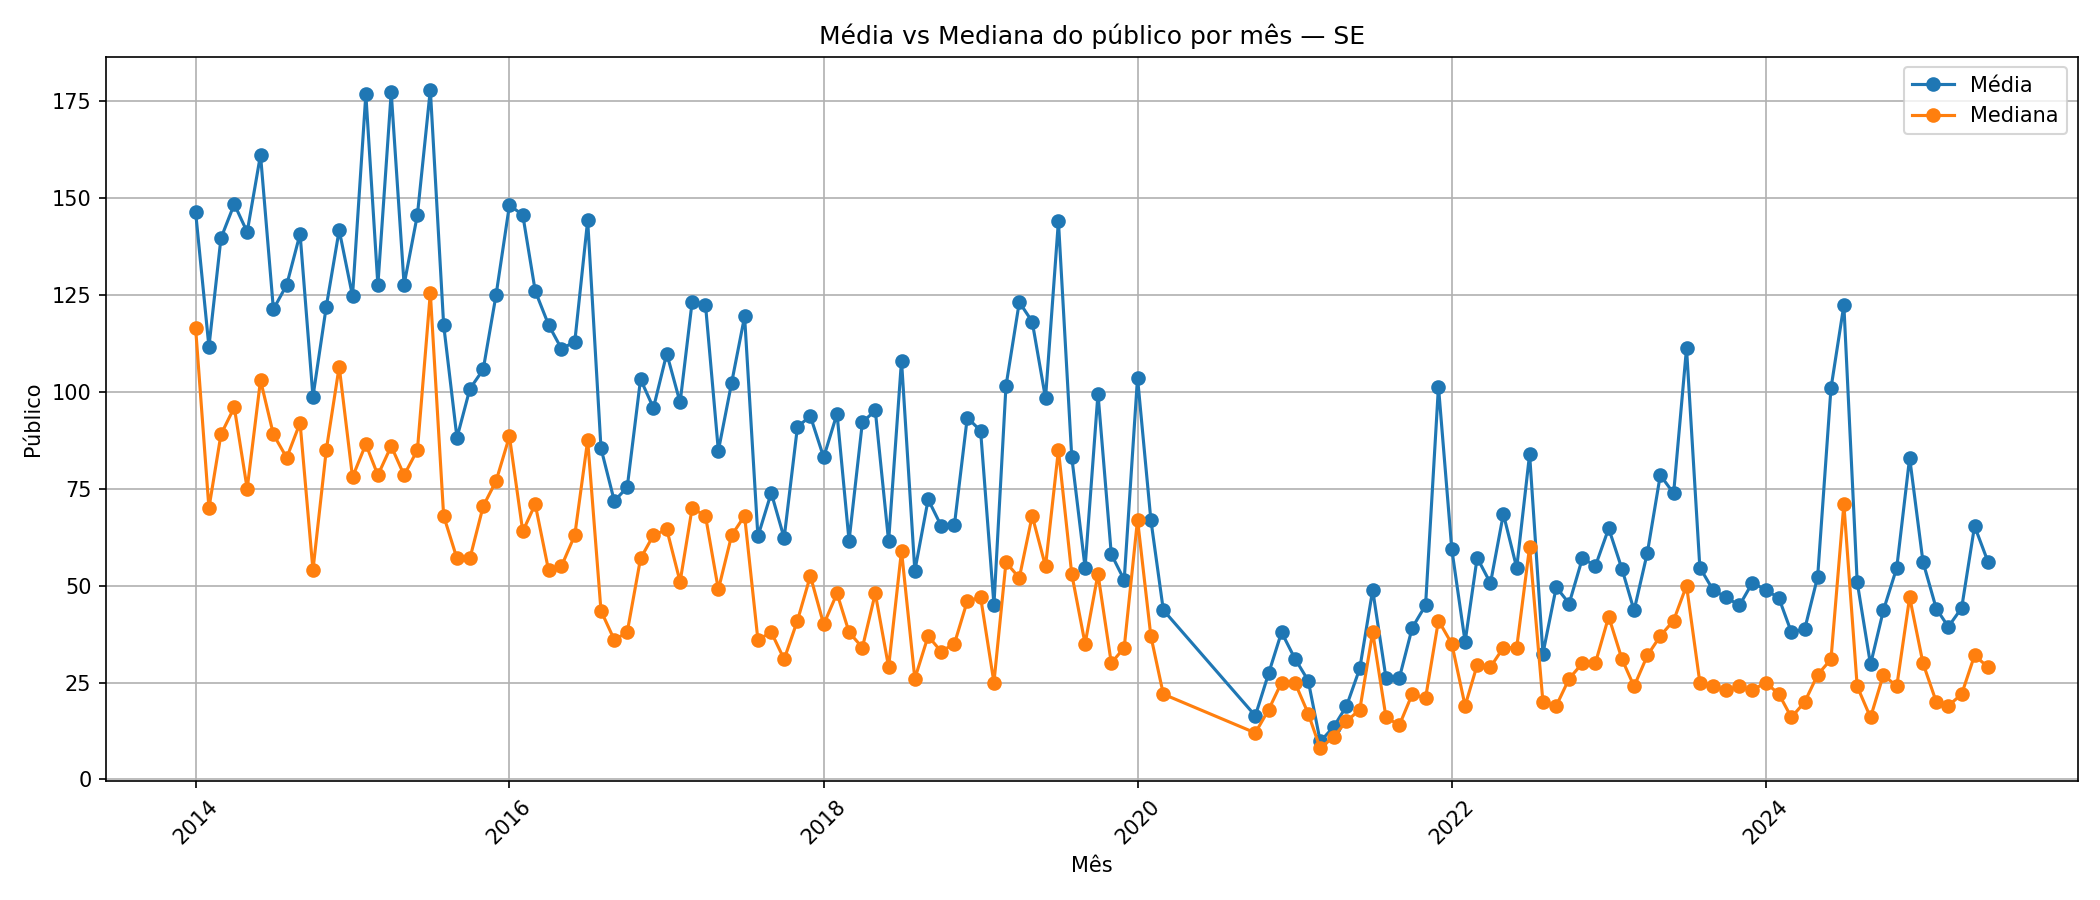 Média vs Mediana do público por mês — SE
Média
Mediana
Público
175
150
125
100
75
50
25
0
2014
2016
2018
2020
2022
2024
Mês